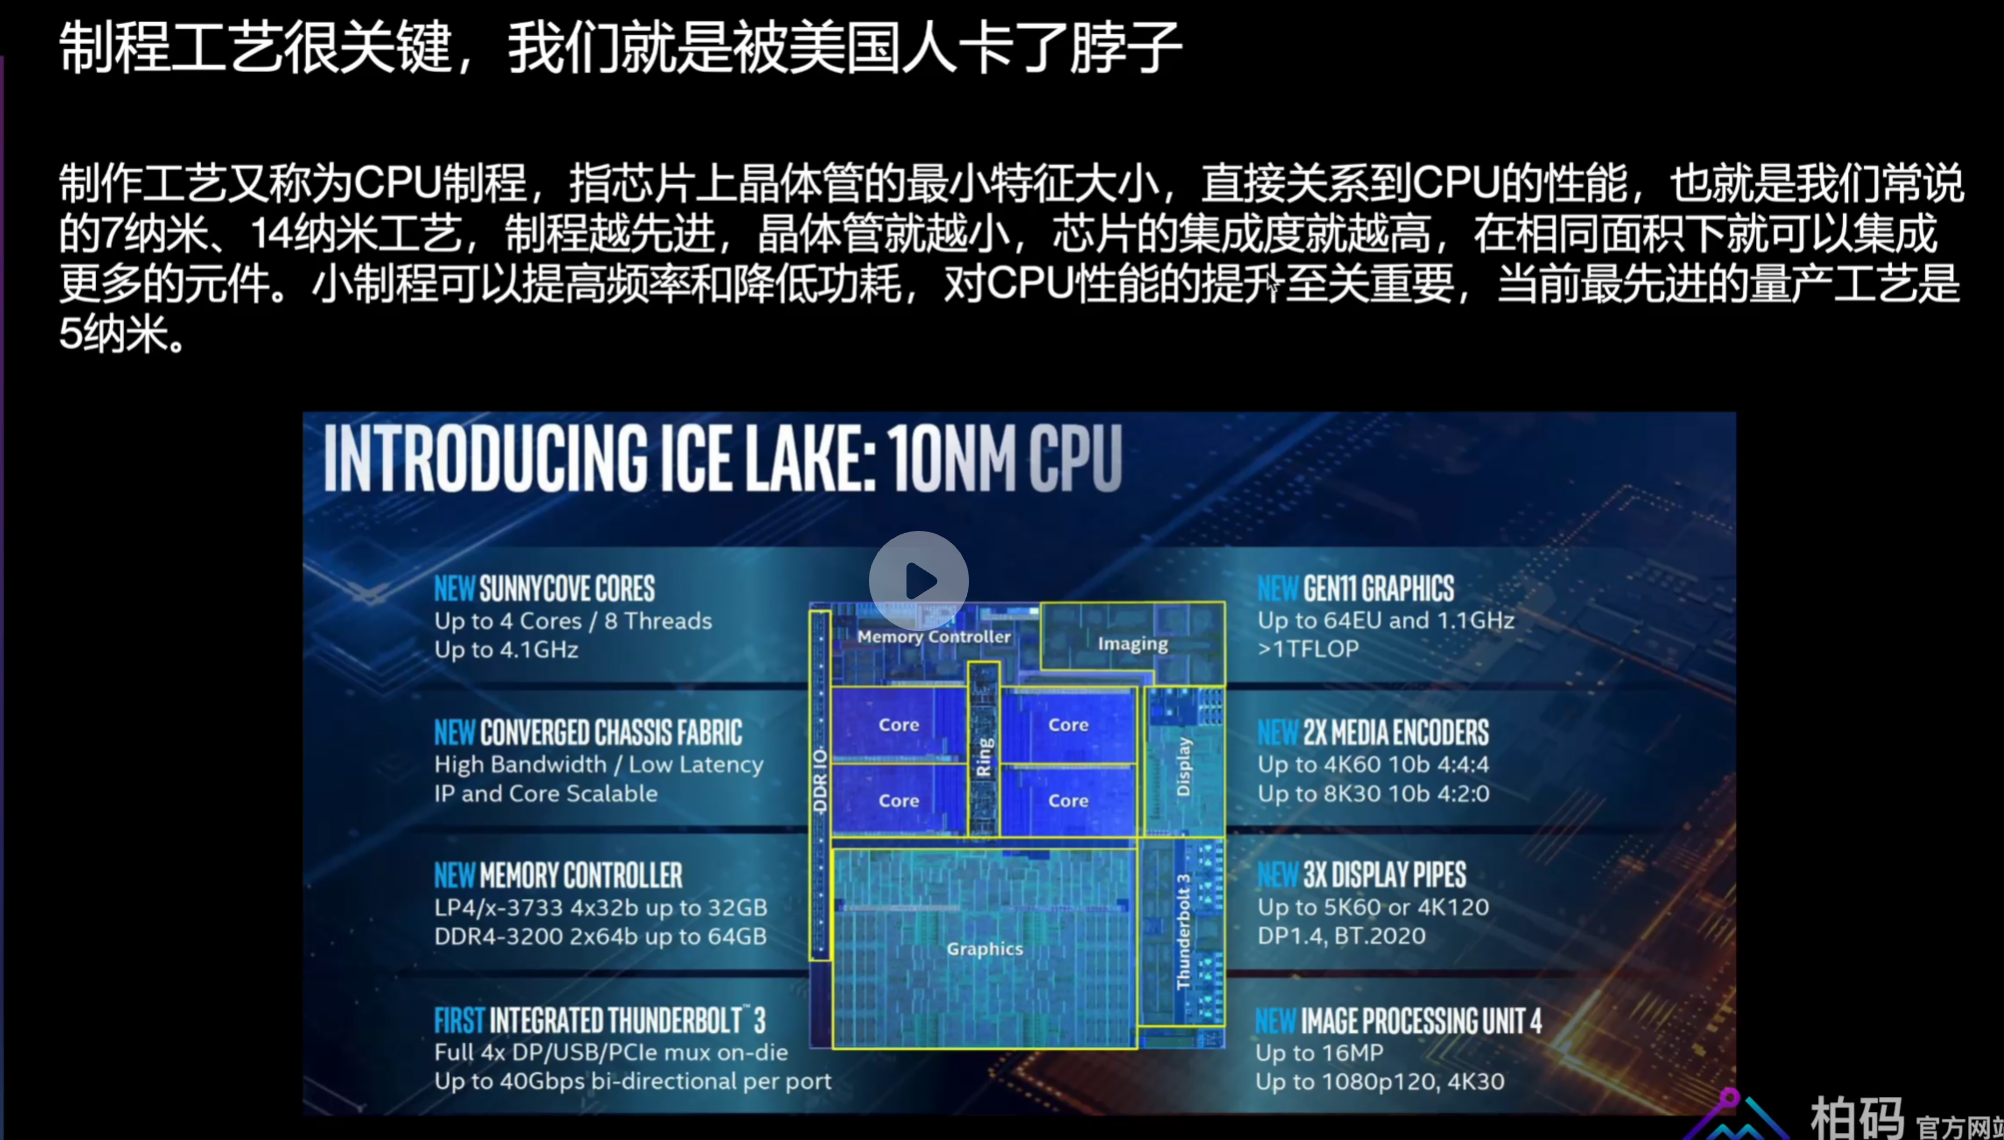 制程工艺很关键，我们就是被美国人卡了脖子
制作工艺又称为CPU制程，指芯片上晶体管的最小特征大小，直接关系到CPU的性能，也就是我们常说
的7纳米、14纳米工艺，制程越先进，晶体管就越小，芯片的集成度就越高，在相同面积下就可以集成
更多的元件。小制程可以提高频率和降低功耗，对CPU性能的提升至关重要，当前最先进的量产工艺是
5纳米。
INTRODUCING ICE LAKE: 10NM CPU
NEW SUNNYCOVE CORES
Up to 4 Cores / 8 Threads
Up to 4.1GHz
NEW CONVERGED CHASSIS FABRIC
High Bandwidth / Low Latency
IP and Core Scalable
NEW MEMORY CONTROLLER
LP4/x-3733 4x32b up to 32GB
DDR4-3200 2x64b up to 64GB
FIRST INTEGRATED THUNDERBOLT™ 3
Full 4x DP/USB/PCIe mux on-die
Up to 40Gbps bi-directional per port
Memory Controller
Imaging
Core
Core
Ring
Core
Core
DDR IO
Display
Graphics
Thunderbolt 3
NEW GEN11 GRAPHICS
Up to 64EU and 1.1GHz
>1TFLOP
NEW 2X MEDIA ENCODERS
Up to 4K60 10b 4:4:4
Up to 8K30 10b 4:2:0
NEW 3X DISPLAY PIPES
Up to 5K60 or 4K120
DP1.4, BT.2020
NEW IMAGE PROCESSING UNIT 4
Up to 16MP
Up to 1080p120, 4K30
柏码 官方网站